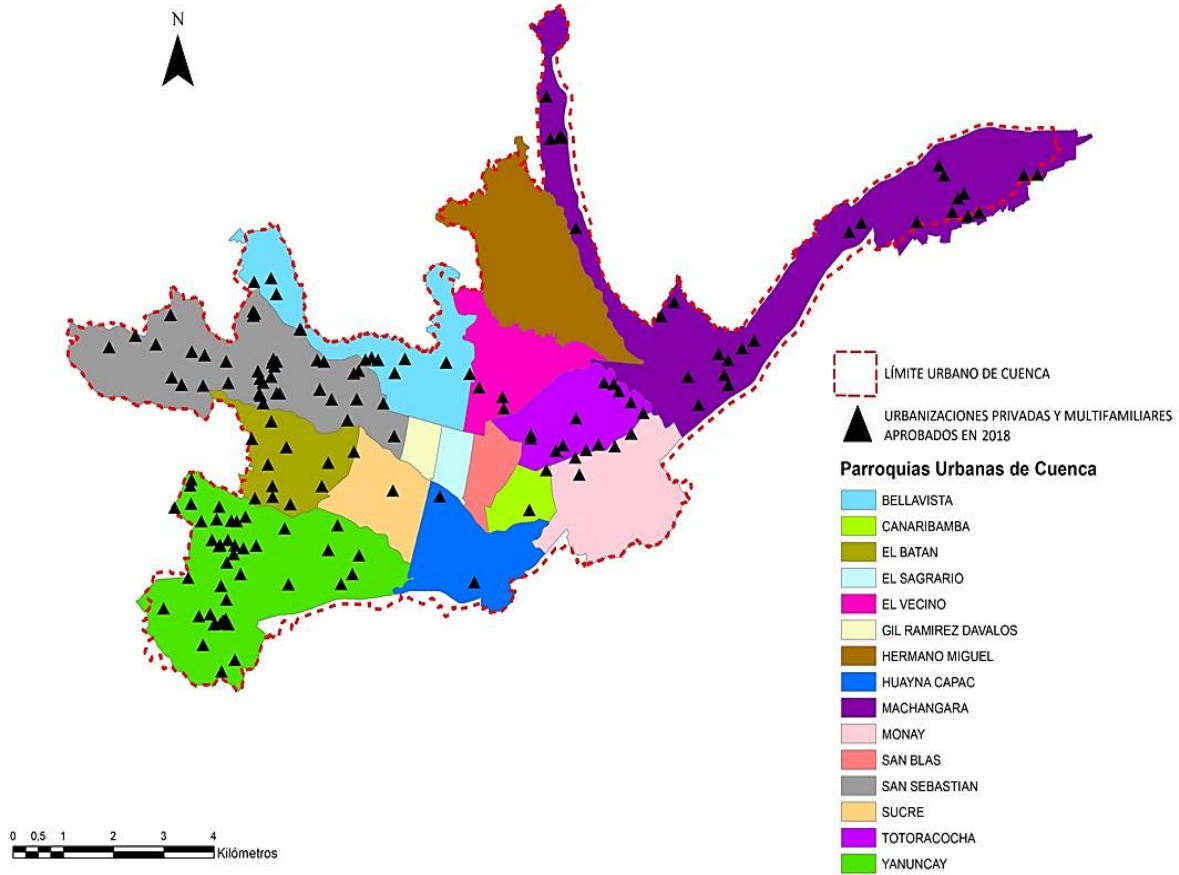 N
LÍMITE URBANO DE CUENCA
URBANIZACIONES PRIVADAS Y MULTIFAMILIARES
APROBADOS EN 2018
Parroquias Urbanas de Cuenca
BELLAVISTA
CANARIBAMBA
EL BATAN
EL SAGRARIO
EL VECINO
GIL RAMIREZ DAVALOS
HERMANO MIGUEL
HUAYNA CAPAC
MACHANGARA
MONAY
SAN BLAS
SAN SEBASTIAN
SUCRE
TOTORACOCHA
YANUNCAY
0 0,5 1 2 3 4
Kilómetros